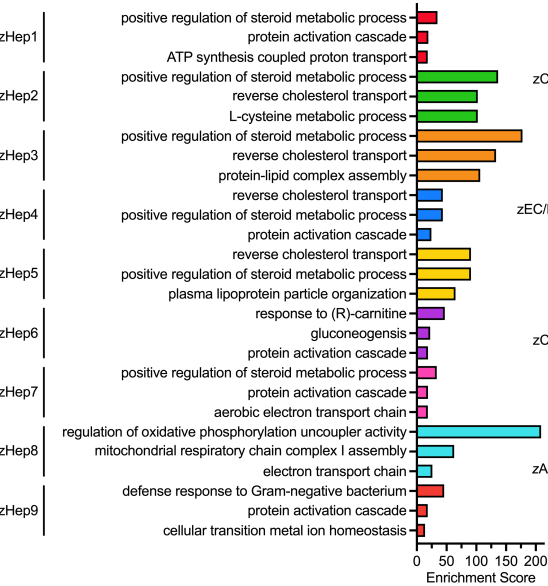 zHep1
positive regulation of steroid metabolic process
protein activation cascade
ATP synthesis coupled proton transport
zHep2
positive regulation of steroid metabolic process
reverse cholesterol transport
L-cysteine metabolic process
zHep3
positive regulation of steroid metabolic process
reverse cholesterol transport
protein-lipid complex assembly
zHep4
reverse cholesterol transport
positive regulation of steroid metabolic process
protein activation cascade
zHep5
reverse cholesterol transport
positive regulation of steroid metabolic process
plasma lipoprotein particle organization
zHep6
response to (R)-carnitine
gluconeogensis
protein activation cascade
zHep7
positive regulation of steroid metabolic process
protein activation cascade
aerobic electron transport chain
zHep8
regulation of oxidative phosphorylation uncoupler activity
mitochondrial respiratory chain complex I assembly
electron transport chain
zHep9
defense response to Gram-negative bacterium
protein activation cascade
cellular transition metal ion homeostasis
0 50 100 150 200
Enrichment Score